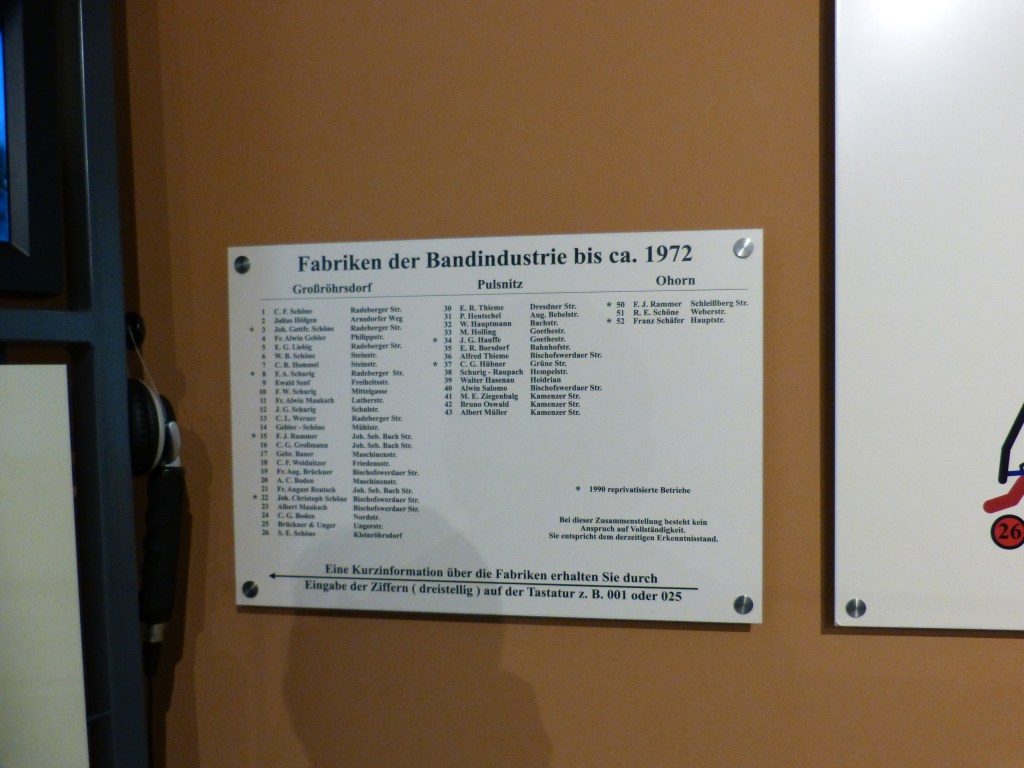 Fabriken der Bandindustrie bis ca. 1972
Großröhrsdorf
1 C. F. Schöne Radeberger Str.
2 Julius Höfgen Arnsdorfer Weg
* 3 Joh. Gottfr. Schöne Radeberger Str.
4 Fr. Alwin Gebler Philippstr.
5 E. G. Liebig Radeberger Str.
6 W. B. Schöne Steinstr.
7 C. R. Hommel Steinstr.
* 8 F. A. Schurig Radeberger Str.
9 Ewald Senf Freiheitsstr.
10 F. W. Schurig Mittelgasse
11 Fr. Alwin Mauksch Lutherstr.
12 J. G. Schurig Schulstr.
13 C. L. Werner Radeberger Str.
14 Gebler - Schöne Mühlstr.
* 15 F. J. Rammer Joh. Seb. Bach Str.
16 C. G. Großmann Joh. Seb. Bach Str.
17 Gebr. Bauer Maschinenstr.
18 C. F. Weidnitzer Friedensstr.
19 Fr. Aug. Brückner Bischofswerdaer Str.
20 A. C. Boden Maschinenstr.
21 Fr. August Rentsch Joh. Seb. Bach Str.
* 22 Joh. Christoph Schöne Bischofswerdaer Str.
23 Albert Mauksch Bischofswerdaer Str.
24 C. G. Boden Nordstr.
25 Brückner & Unger Ungerstr.
26 S. E. Schöne Kleinröhrsdorf
Pulsnitz
30 E. R. Thieme Dresdner Str.
31 P. Hentschel Aug. Bebelstr.
32 W. Hauptmann Bachstr.
33 M. Holling Goethestr.
* 34 J. G. Hauffe Goethestr.
35 E. R. Borsdorf Bahnhofstr.
36 Alfred Thieme Bischofswerdaer Str.
* 37 C. G. Hübner Grüne Str.
38 Schurig - Raupach Hempelstr.
39 Walter Hasenau Heidrian
40 Alwin Salomo Bischofswerdaer Str.
41 M. E. Ziegenbalg Kamenzer Str.
42 Bruno Oswald Kamenzer Str.
43 Albert Müller Kamenzer Str.
Ohorn
* 50 F. J. Rammer Schleißberg Str.
51 R. E. Schöne Weberstr.
* 52 Franz Schäfer Hauptstr.
* 1990 reprivatisierte Betriebe
Bei dieser Zusammenstellung besteht kein
Anspruch auf Vollständigkeit.
Sie entspricht dem derzeitigen Erkenntnisstand.
Eine Kurzinformation über die Fabriken erhalten Sie durch
Eingabe der Ziffern ( dreistellig ) auf der Tastatur z. B. 001 oder 025
26